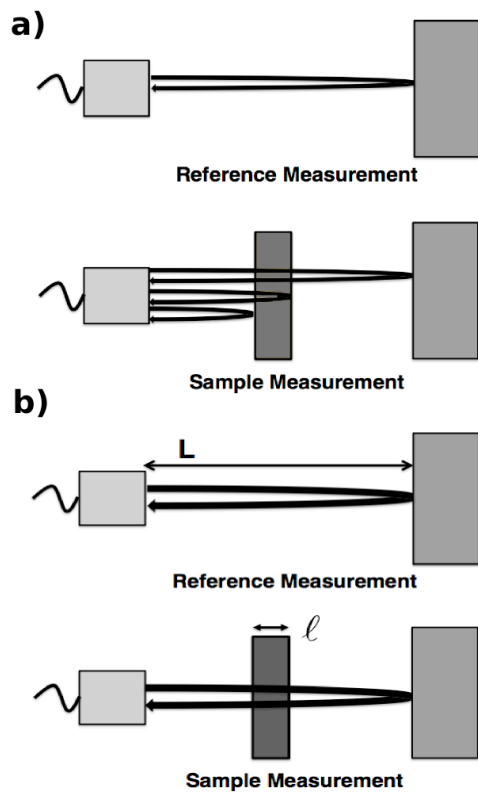 a)
Reference Measurement
Sample Measurement
b)
L
Reference Measurement
ℓ
Sample Measurement